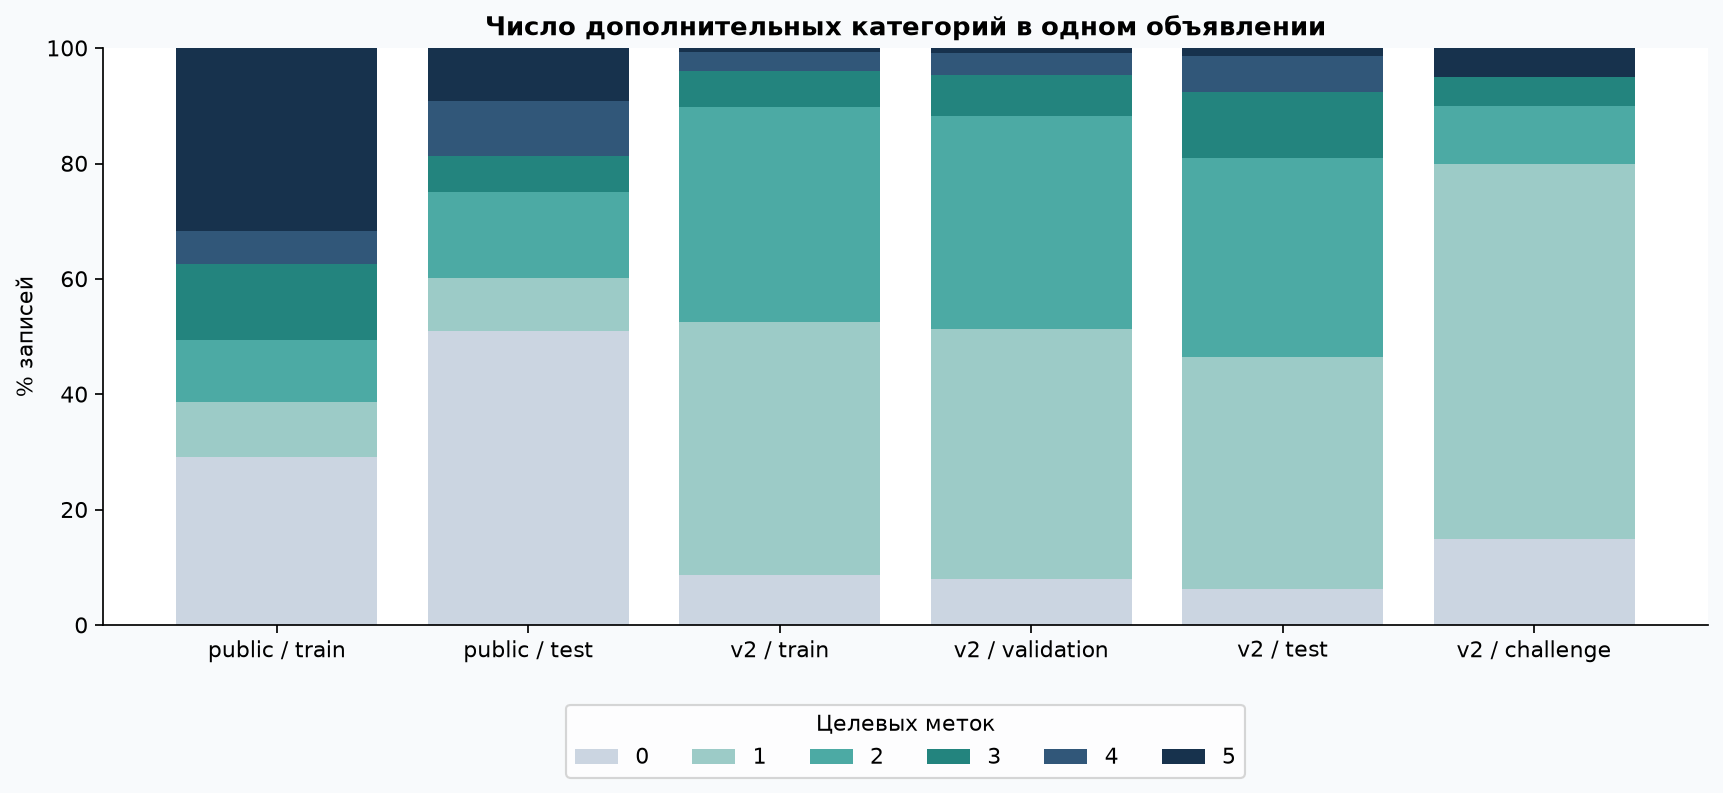 Число дополнительных категорий в одном объявлении
100
80
60
40
20
0
% записей
public / train public / test v2 / train v2 / validation v2 / test v2 / challenge
Целевых меток
0 1 2 3 4 5